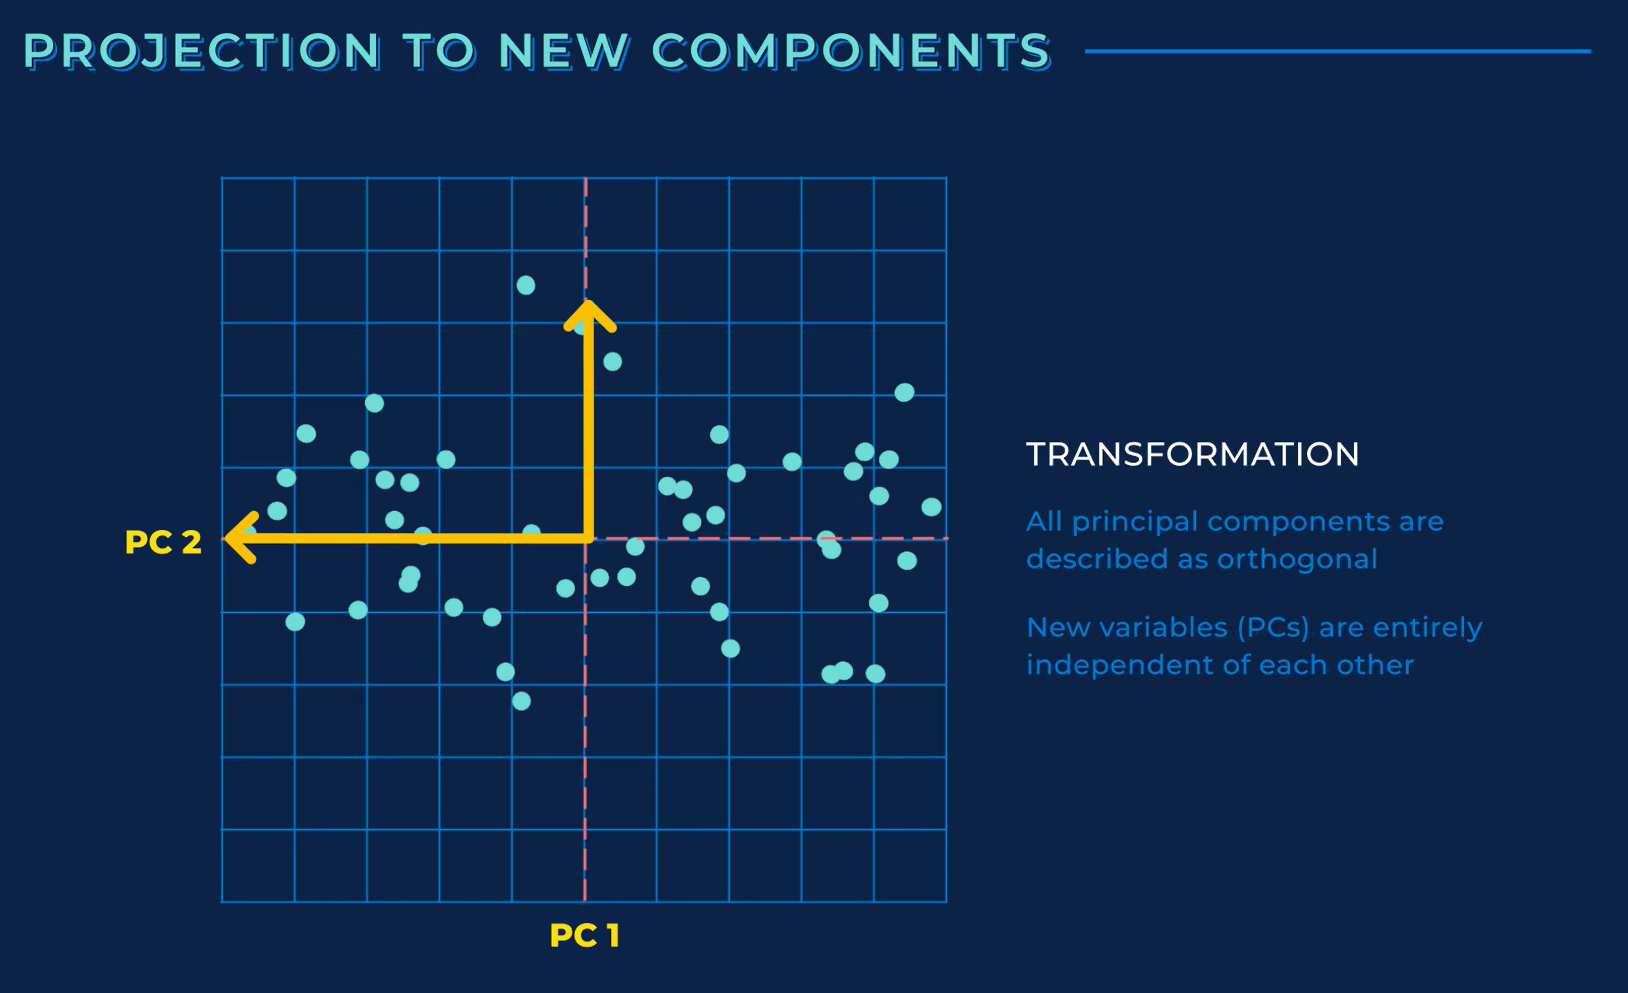 PROJECTION TO NEW COMPONENTS
TRANSFORMATION
All principal components are
described as orthogonal
New variables (PCs) are entirely
independent of each other
PC 2
PC 1